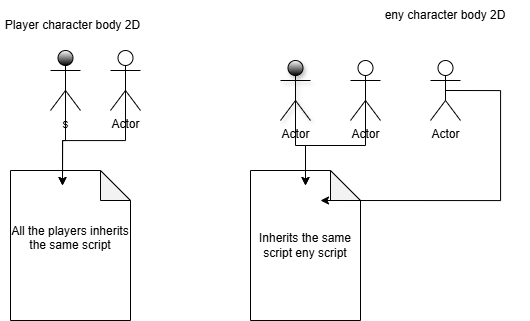 Player character body 2D
eny character body 2D
s
Actor
Actor
Actor
Actor
All the players inherits
the same script
Inherits the same
script eny script